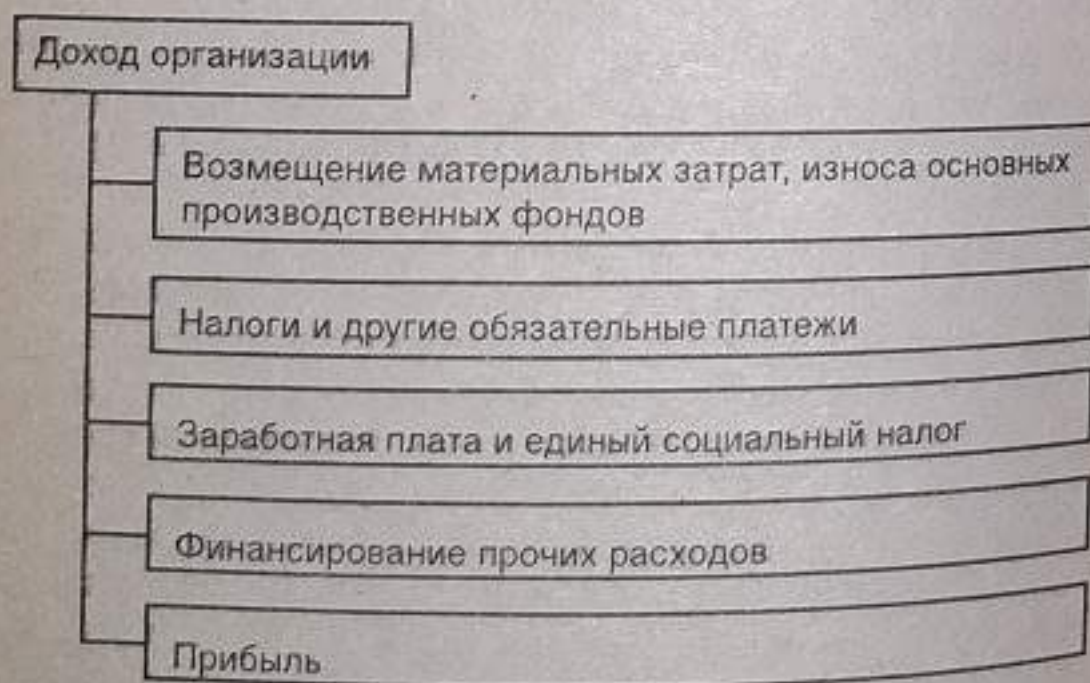 Доход организации
Возмещение материальных затрат, износа основных
производственных фондов
Налоги и другие обязательные платежи
Заработная плата и единый социальный налог
Финансирование прочих расходов
Прибыль